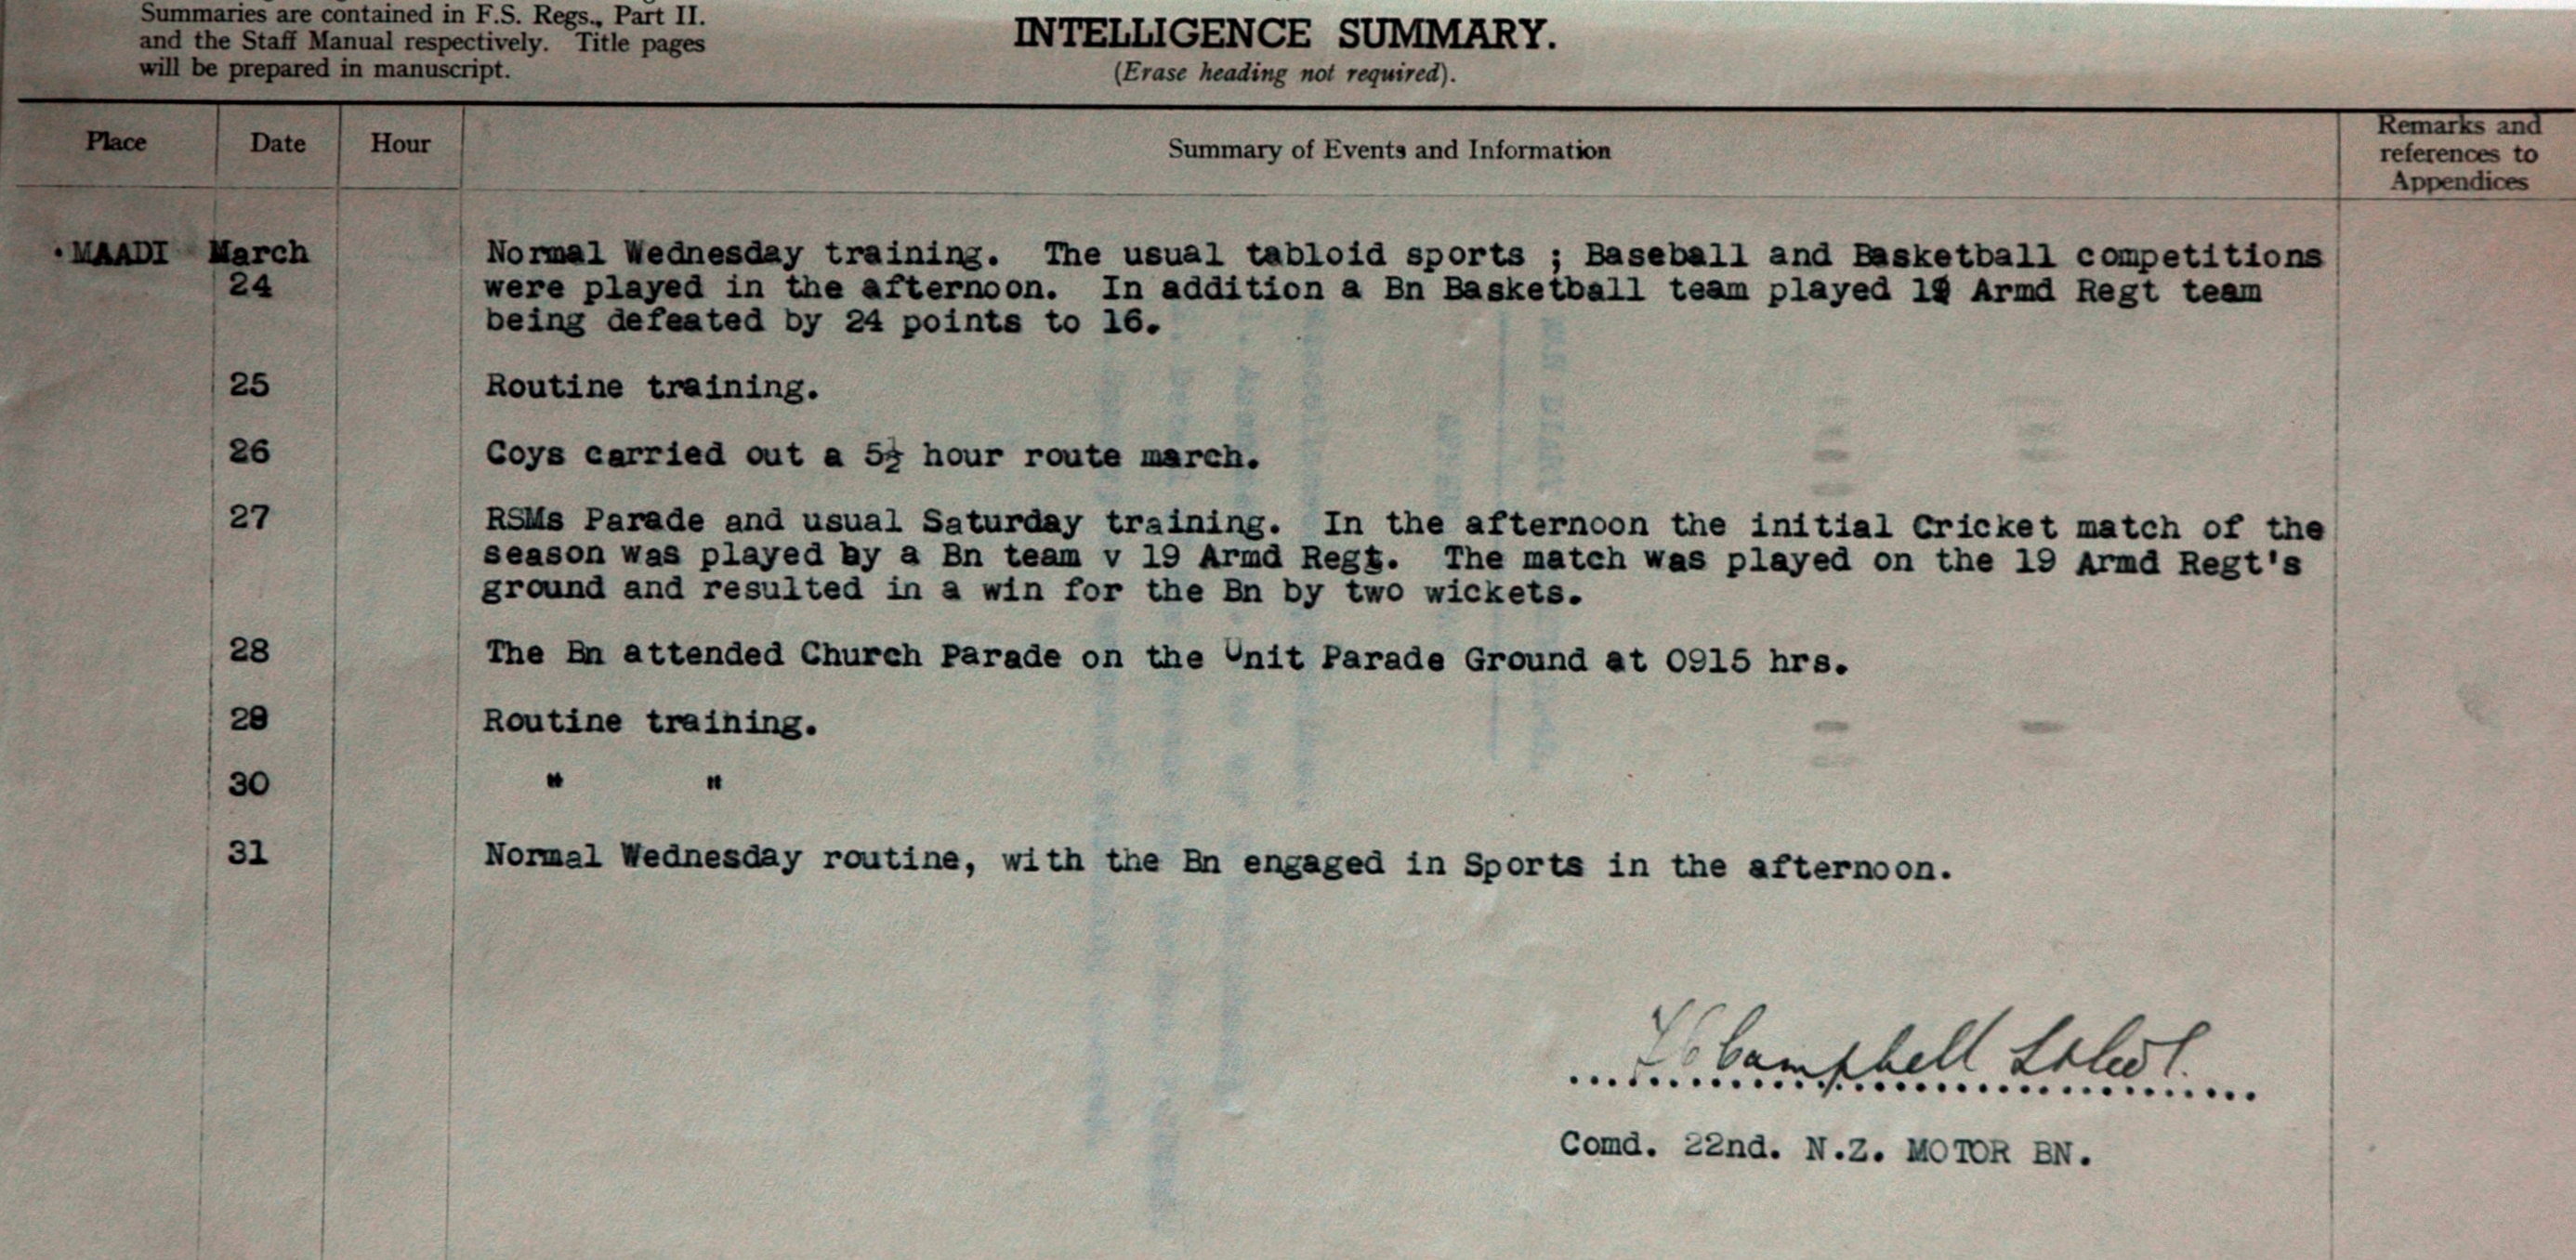 Summaries are contained in F.S. Regs., Part II.
and the Staff Manual respectively. Title pages
will be prepared in manuscript.
INTELLIGENCE SUMMARY.
(Erase heading not required).
Place Date Hour Summary of Events and Information Remarks and references to Appendices
MAADI March Normal Wednesday training. The usual tabloid sports ; Baseball and Basketball competitions
24 were played in the afternoon. In addition a Bn Basketball team played Armd Regt team
being defeated by 24 points to 16.
25 Routine training.
26 Coys carried out a 5½ hour route march.
27 RSMs Parade and usual Saturday training. In the afternoon the initial Cricket match of the
season was played by a Bn team v 19 Armd Regt. The match was played on the 19 Armd Regt's
ground and resulted in a win for the Bn by two wickets.
28 The Bn attended Church Parade on the Unit Parade Ground at 0915 hrs.
29 Routine training.
30 " "
31 Normal Wednesday routine, with the Bn engaged in Sports in the afternoon.
Campbell
Comd. 22nd. N.Z. MOTOR BN.